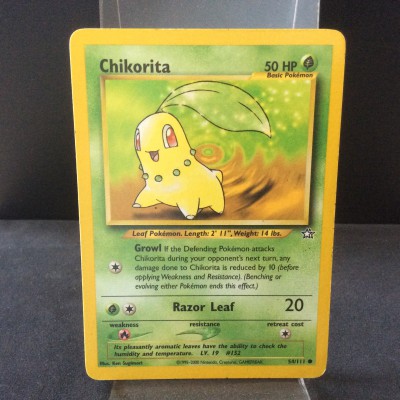 Chikorita
50 HP
Basic Pokémon
Leaf Pokémon. Length: 2' 11", Weight: 14 lbs.
Growl If the Defending Pokémon attacks
Chikorita during your opponent's next turn, any
damage done to Chikorita is reduced by 10 (before
applying Weakness and Resistance). (Benching or
evolving either Pokémon ends this effect.)
Razor Leaf 20
weakness resistance retreat cost
Its pleasantly aromatic leaves have the ability to check the
humidity and temperature. LV. 19 #152
Illus. Ken Sugimori
54/111